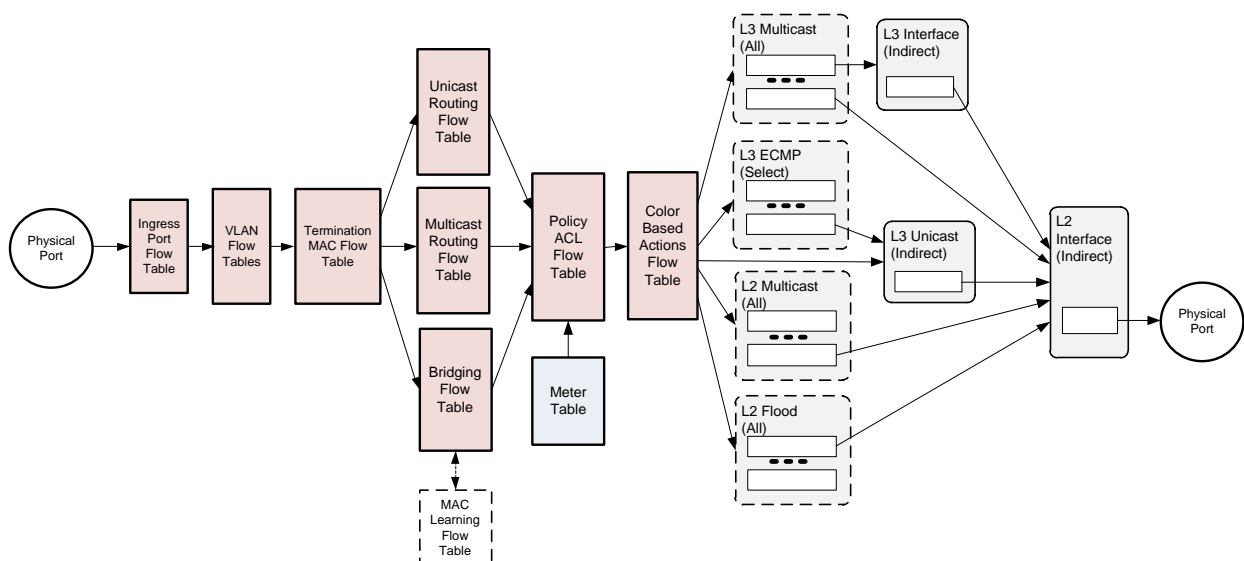 Physical
Port
Ingress
Port
Flow
Table
VLAN
Flow
Tables
Termination
MAC Flow
Table
Unicast
Routing
Flow
Table
Multicast
Routing
Flow
Table
Bridging
Flow
Table
MAC
Learning
Flow
Table
Policy
ACL
Flow
Table
Meter
Table
Color
Based
Actions
Flow
Table
L3 Multicast
(All)
L3 Interface
(Indirect)
L3 ECMP
(Select)
L3 Unicast
(Indirect)
L2 Multicast
(All)
L2 Flood
(All)
L2
Interface
(Indirect)
Physical
Port